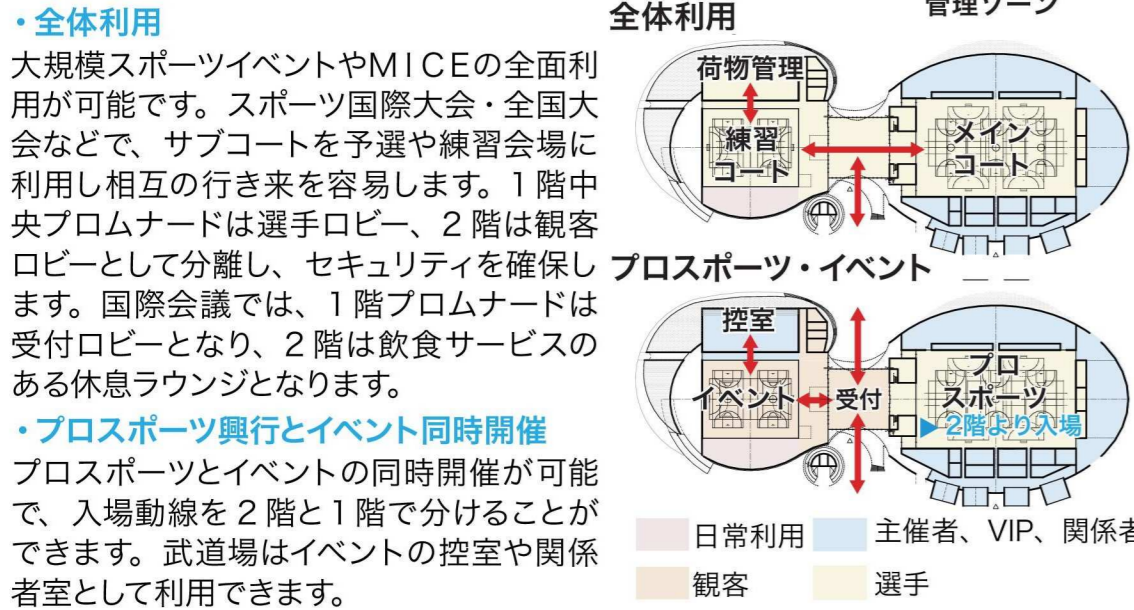 ・全体利用
大規模スポーツイベントやMICEの全面利
用が可能です。スポーツ国際大会・全国大
会などで、サブコートを予選や練習会場に
利用し相互の行き来を容易します。1階中
央プロムナードは選手ロビー、2階は観客
ロビーとして分離し、セキュリティを確保し
ます。国際会議では、1階プロムナードは
受付ロビーとなり、2階は飲食サービスの
ある休息ラウンジとなります。
・プロスポーツ興行とイベント同時開催
プロスポーツとイベントの同時開催が可能
で、入場動線を2階と1階で分けることが
できます。武道場はイベントの控室や関係
者室として利用できます。
管理ゾーン
全体利用
荷物管理
練習
コート
メイン
コート
プロスポーツ・イベント
控室
イベント
受付
プロ
スポーツ
▶2階より入場
日常利用
主催者、VIP、関係者
観客
選手